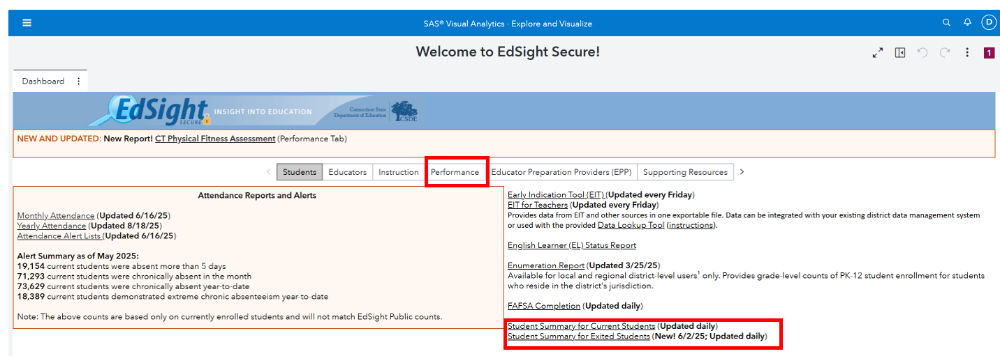 SAS® Visual Analytics - Explore and Visualize
D
Welcome to EdSight Secure!
1
Dashboard
EdSight
SECURE
INSIGHT INTO EDUCATION
Connecticut State
Department of Education
CSDE
NEW AND UPDATED: New Report! CT Physical Fitness Assessment (Performance Tab)
Students Educators Instruction Performance Educator Preparation Providers (EPP) Supporting Resources
Attendance Reports and Alerts
Monthly Attendance (Updated 6/16/25)
Yearly Attendance (Updated 8/18/25)
Attendance Alert Lists (Updated 6/16/25)
Alert Summary as of May 2025:
19,154 current students were absent more than 5 days
71,293 current students were chronically absent in the month
73,629 current students were chronically absent year-to-date
18,389 current students demonstrated extreme chronic absenteeism year-to-date
Note: The above counts are based only on currently enrolled students and will not match EdSight Public counts.
Early Indication Tool (EIT) (Updated every Friday)
EIT for Teachers (Updated every Friday)
Provides data from EIT and other sources in one exportable file. Data can be integrated with your existing district data management system
or used with the provided Data Lookup Tool (instructions).
English Learner (EL) Status Report
Enumeration Report (Updated 3/25/25)
Available for local and regional district-level users¹ only. Provides grade-level counts of PK-12 student enrollment for students
who reside in the district's jurisdiction.
FAFSA Completion (Updated daily)
Student Summary for Current Students (Updated daily)
Student Summary for Exited Students (New! 6/2/25; Updated daily)